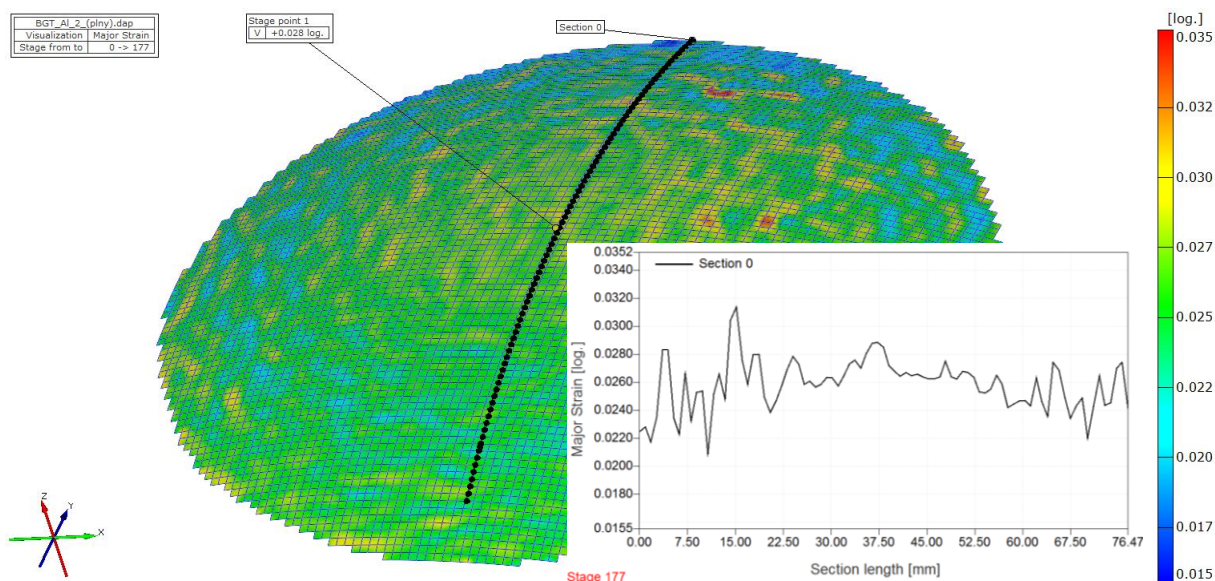 BGT_Al_2_(plny).dap
Visualization Major Strain
Stage from to 0 -> 177
Stage point 1
V +0.028 log.
Section 0
[log.]
0.035
0.032
0.030
0.027
0.025
0.022
0.020
0.017
0.015
Section 0
Major Strain [log.]
0.0352
0.0340
0.0320
0.0300
0.0280
0.0260
0.0240
0.0220
0.0200
0.0180
0.0155
0.00 7.50 15.00 22.50 30.00 37.50 45.00 52.50 60.00 67.50 76.47
Section length [mm]
Z
Y
X
Stage 177